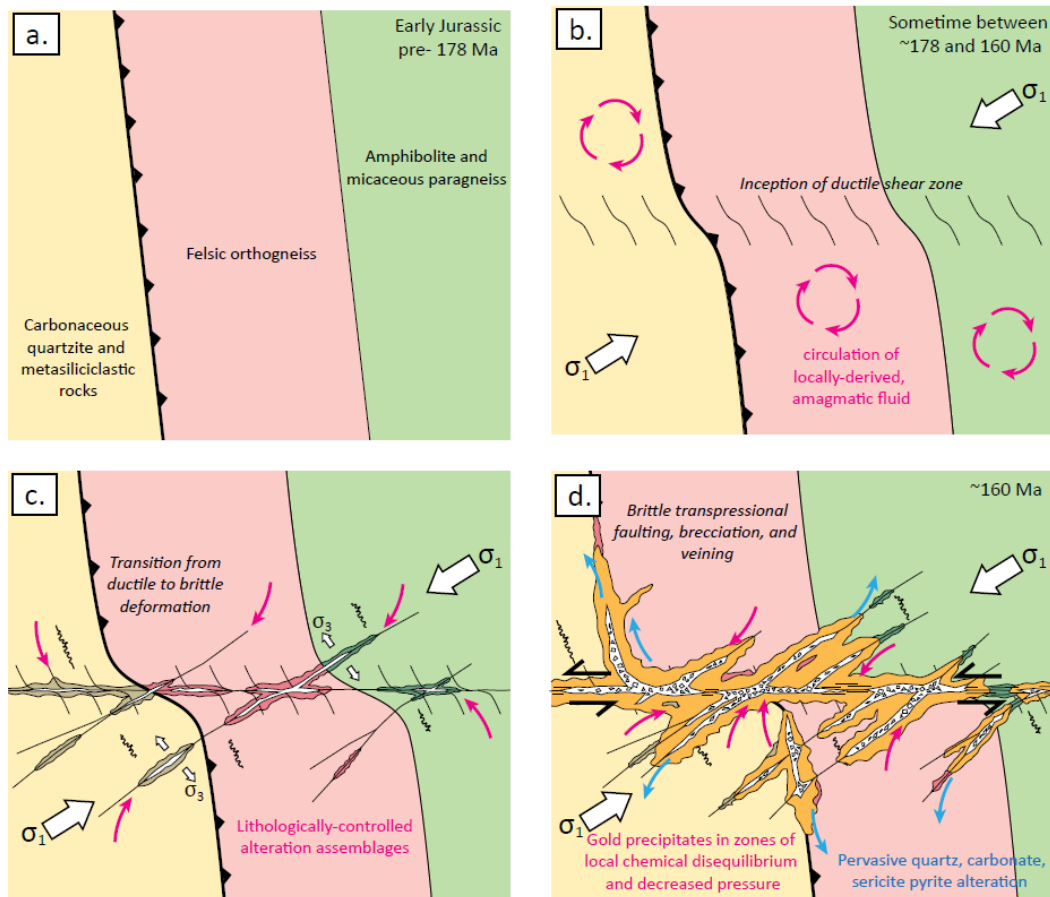 a.
Early Jurassic
pre- 178 Ma
Amphibolite and
micaceous paragneiss
Felsic orthogneiss
Carbonaceous
quartzite and
metasiliciclastic
rocks
b.
Sometime between
~178 and 160 Ma
σ1
Inception of ductile shear zone
σ1
circulation of
locally-derived,
amagmatic fluid
c.
Transition from
ductile to brittle
deformation
σ1
σ3
σ3
σ1
Lithologically-controlled
alteration assemblages
d.
~160 Ma
Brittle transpressional
faulting, brecciation, and
veining
σ1
σ1
Gold precipitates in zones of
local chemical disequilibrium
and decreased pressure
Pervasive quartz, carbonate,
sericite pyrite alteration